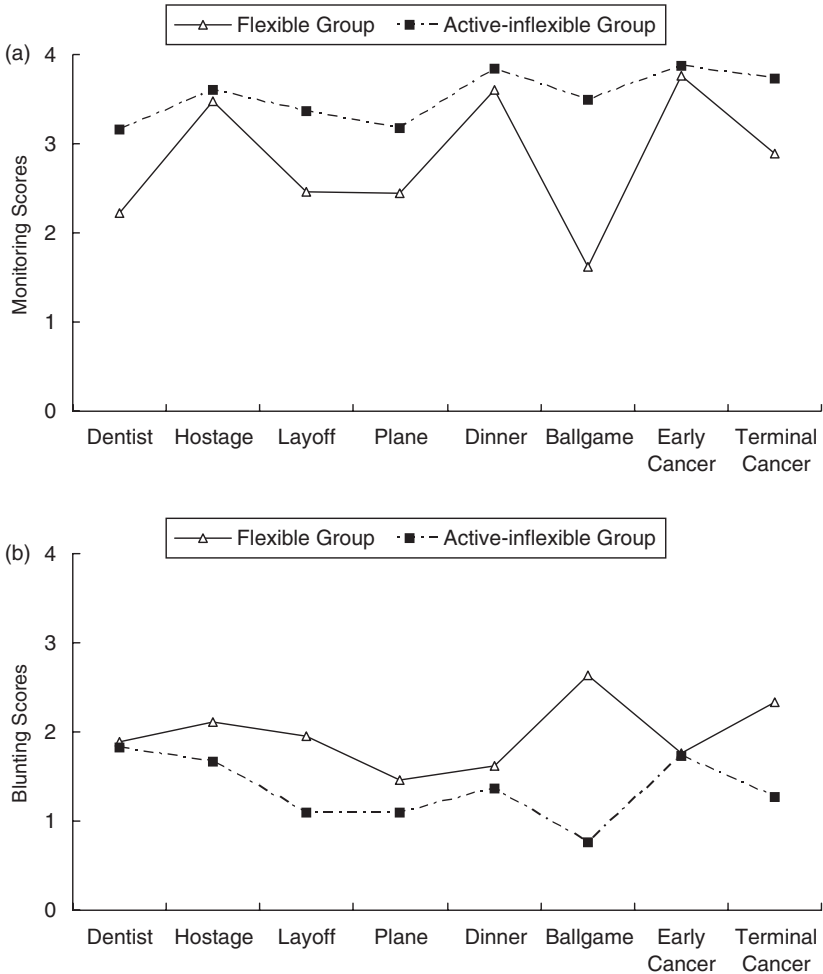 Flexible Group Active-inflexible Group
(a)
4
3
2
1
0
Monitoring Scores
Dentist Hostage Layoff Plane Dinner Ballgame Early Cancer Terminal Cancer
Flexible Group Active-inflexible Group
(b)
4
3
2
1
0
Blunting Scores
Dentist Hostage Layoff Plane Dinner Ballgame Early Cancer Terminal Cancer